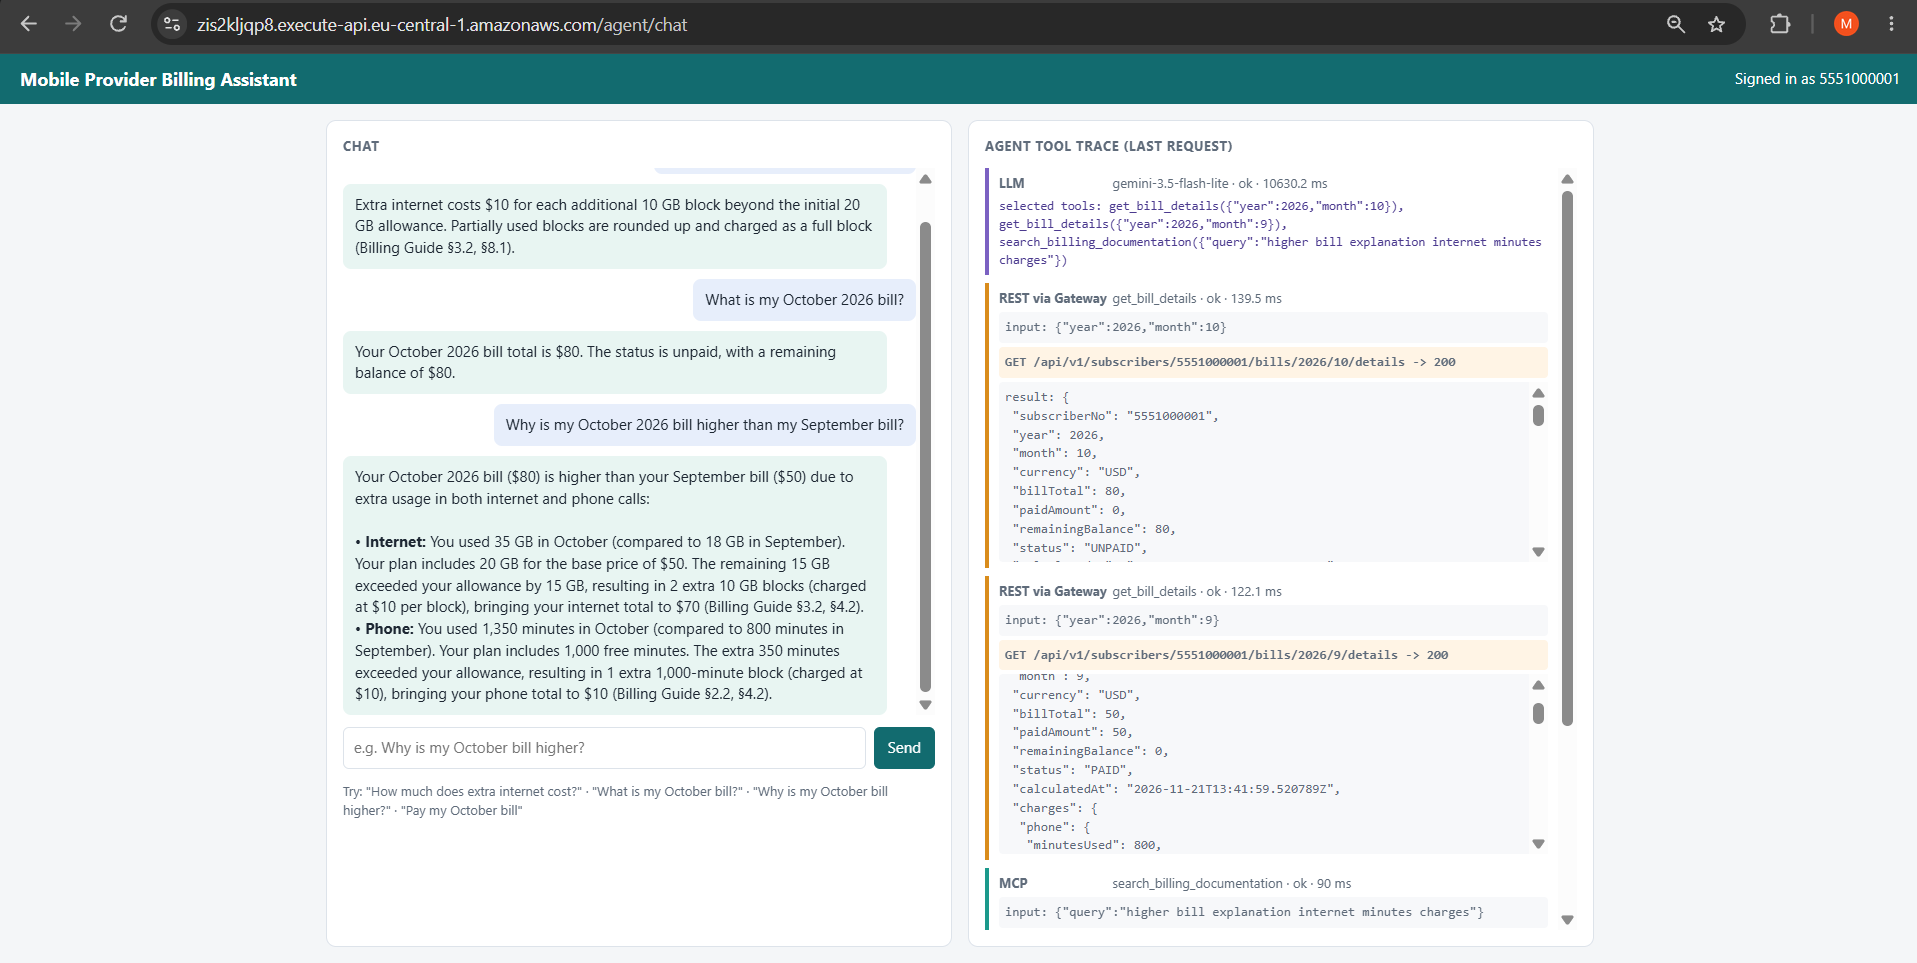 zis2kljqp8.execute-api.eu-central-1.amazonaws.com/agent/chat
M
Mobile Provider Billing Assistant
Signed in as 5551000001
CHAT
Extra internet costs $10 for each additional 10 GB block beyond the initial 20
GB allowance. Partially used blocks are rounded up and charged as a full block
(Billing Guide §3.2, §8.1).
What is my October 2026 bill?
Your October 2026 bill total is $80. The status is unpaid, with a remaining
balance of $80.
Why is my October 2026 bill higher than my September bill?
Your October 2026 bill ($80) is higher than your September bill ($50) due to
extra usage in both internet and phone calls:
• Internet: You used 35 GB in October (compared to 18 GB in September).
Your plan includes 20 GB for the base price of $50. The remaining 15 GB
exceeded your allowance by 15 GB, resulting in 2 extra 10 GB blocks (charged
at $10 per block), bringing your internet total to $70 (Billing Guide §3.2, §4.2).
• Phone: You used 1,350 minutes in October (compared to 800 minutes in
September). Your plan includes 1,000 free minutes. The extra 350 minutes
exceeded your allowance, resulting in 1 extra 1,000-minute block (charged at
$10), bringing your phone total to $10 (Billing Guide §2.2, §4.2).
e.g. Why is my October bill higher?
Send
Try: "How much does extra internet cost?" · "What is my October bill?" · "Why is my October bill
higher?" · "Pay my October bill"
AGENT TOOL TRACE (LAST REQUEST)
LLM gemini-3.5-flash-lite · ok · 10630.2 ms
selected tools: get_bill_details({"year":2026,"month":10}),
get_bill_details({"year":2026,"month":9}),
search_billing_documentation({"query":"higher bill explanation internet minutes
charges"})
REST via Gateway get_bill_details · ok · 139.5 ms
input: {"year":2026,"month":10}
GET /api/v1/subscribers/5551000001/bills/2026/10/details -> 200
result: {
"subscriberNo": "5551000001",
"year": 2026,
"month": 10,
"currency": "USD",
"billTotal": 80,
"paidAmount": 0,
"remainingBalance": 80,
"status": "UNPAID",
REST via Gateway get_bill_details · ok · 122.1 ms
input: {"year":2026,"month":9}
GET /api/v1/subscribers/5551000001/bills/2026/9/details -> 200
"month": 9,
"currency": "USD",
"billTotal": 50,
"paidAmount": 50,
"remainingBalance": 0,
"status": "PAID",
"calculatedAt": "2026-11-21T13:41:59.520789Z",
"charges": {
"phone": {
"minutesUsed": 800,
MCP search_billing_documentation · ok · 90 ms
input: {"query":"higher bill explanation internet minutes charges"}